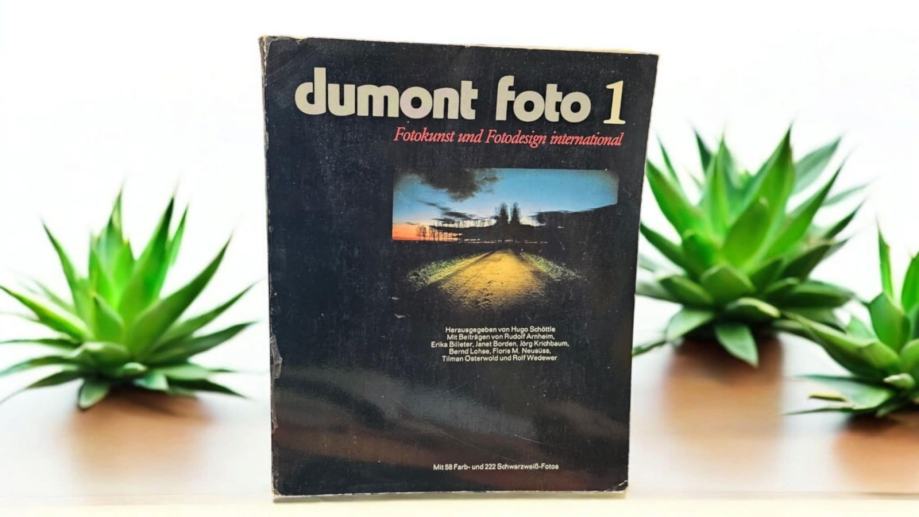 dumont foto 1
Fotokunst und Fotodesign international
Herausgegeben von Hugo Schöttle
Mit Beiträgen von Rudolf Arnheim,
Erika Billeter, Janet Borden, Jörg Krichbaum,
Bernd Lohse, Floris M. Neusüss,
Tilman Osterwold und Rolf Wedewer
Mit 58 Farb- und 222 Schwarzweiß-Fotos